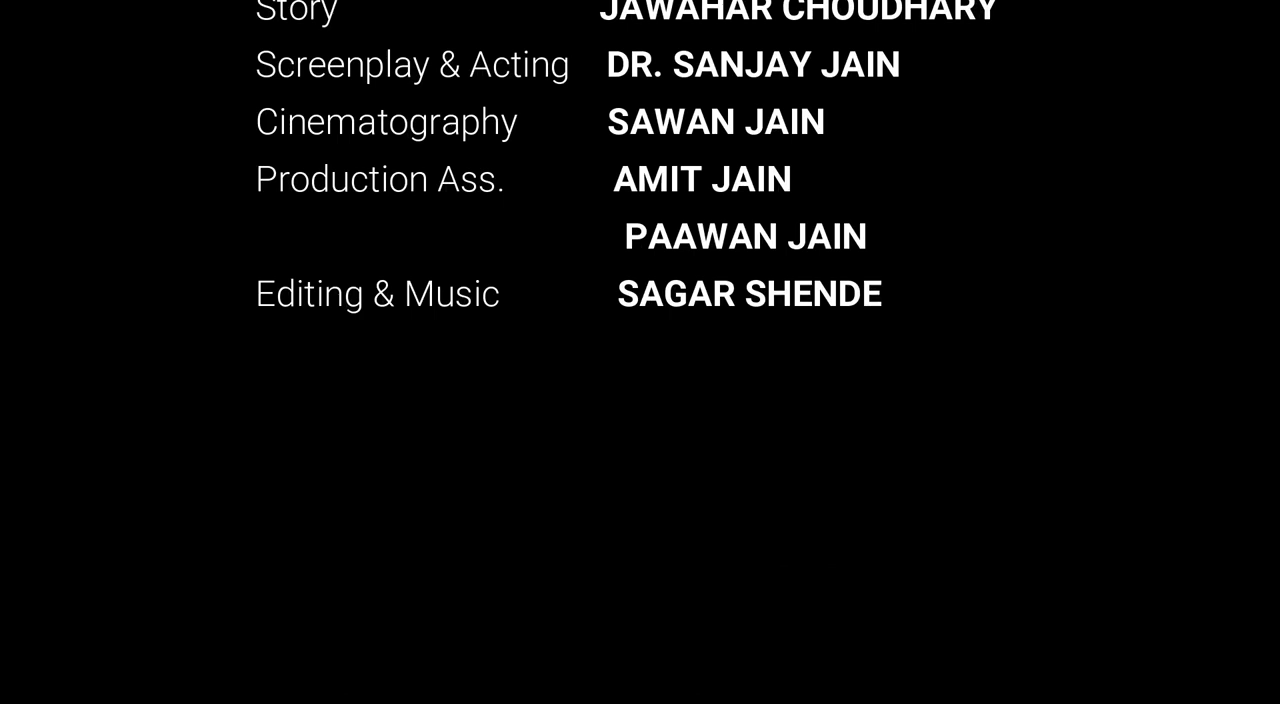 Story JAWAHAR CHOUDHARY
Screenplay & Acting DR. SANJAY JAIN
Cinematography SAWAN JAIN
Production Ass. AMIT JAIN
PAAWAN JAIN
Editing & Music SAGAR SHENDE